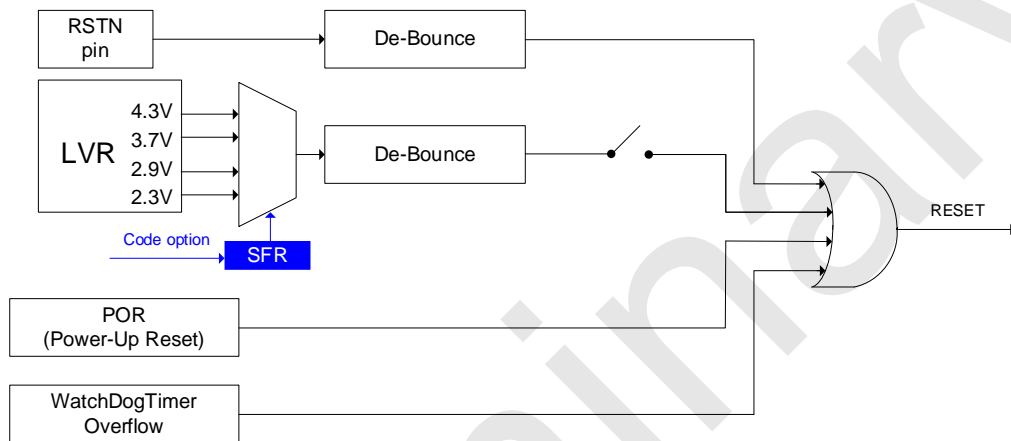 RSTN
pin
De-Bounce
LVR
4.3V
3.7V
2.9V
2.3V
De-Bounce
Code option
SFR
RESET
POR
(Power-Up Reset)
WatchDogTimer
Overflow